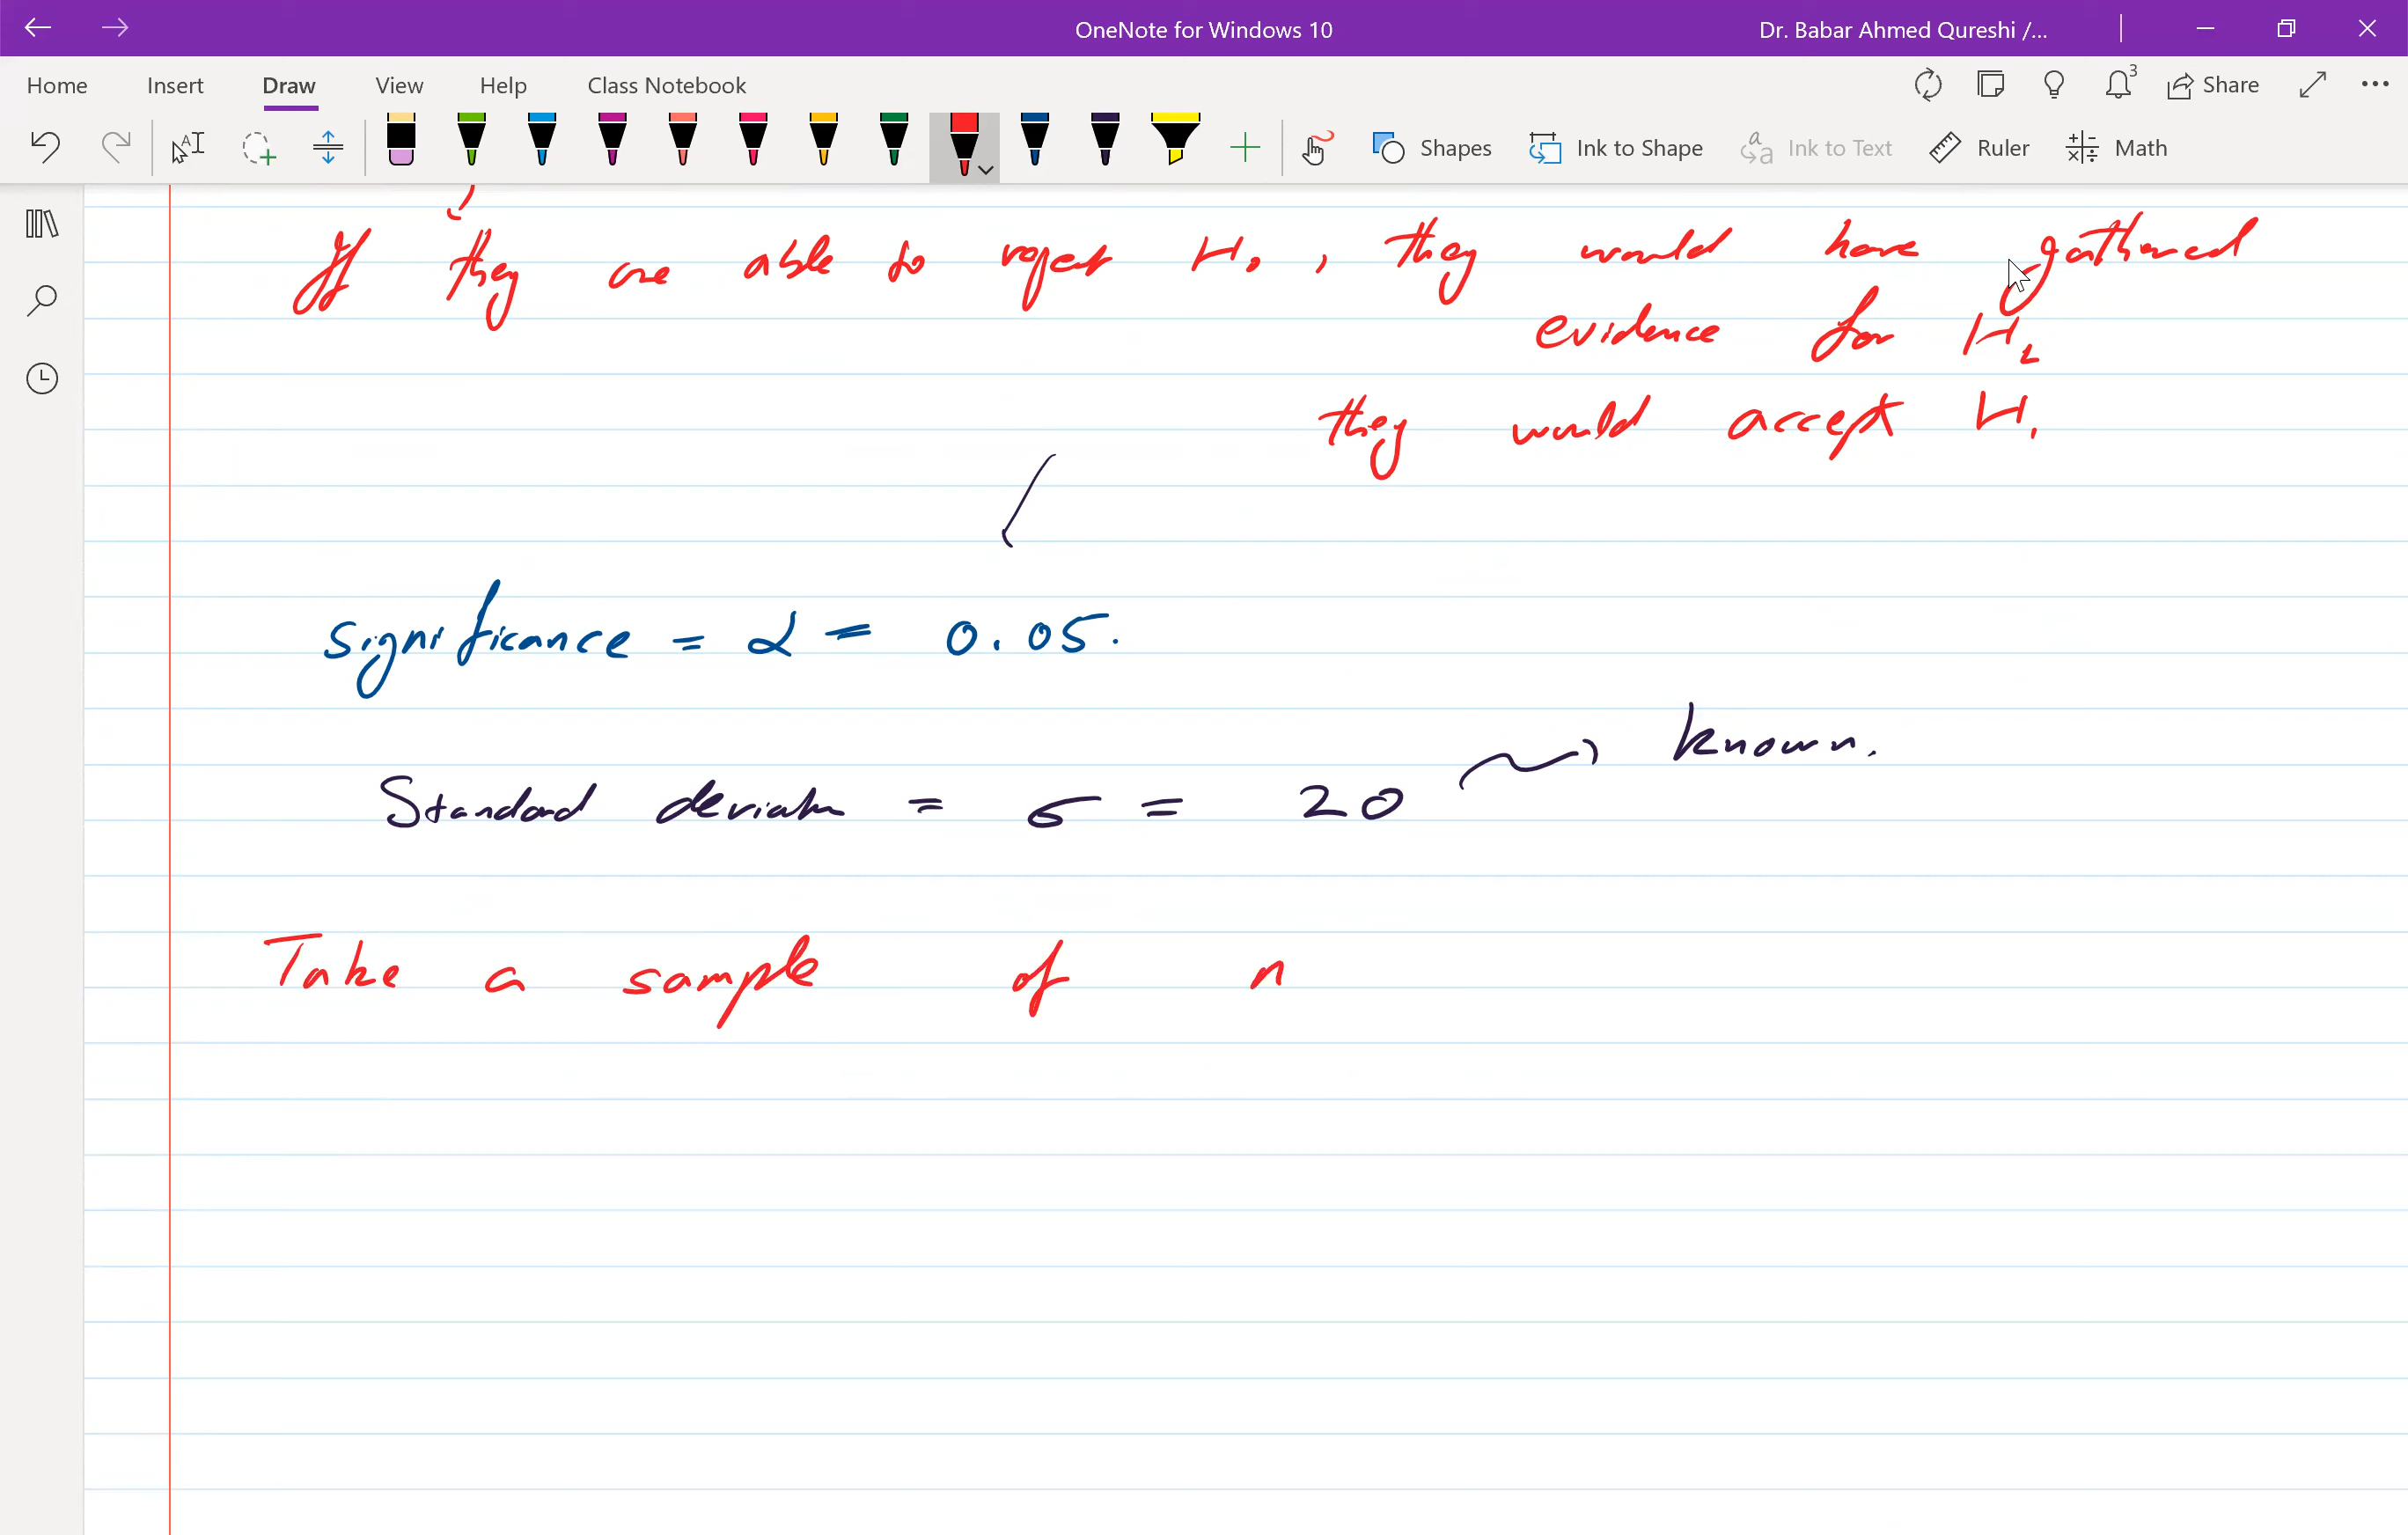 OneNote for Windows 10
Dr. Babar Ahmed Qureshi /...
Home Insert Draw View Help Class Notebook
3 Share
Shapes Ink to Shape Ink to Text Ruler Math
If they are able to reject H₀, they would have gathered
evidence for H₂
they would accept H₁
significance = α = 0.05.
Standard deviation = σ = 20 known.
Take a sample of n